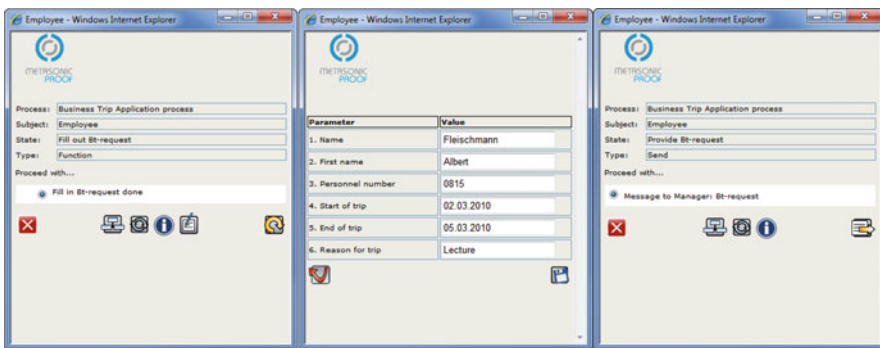 Employee - Windows Internet Explorer
METASONIC
PROOF
Process: Business Trip Application process
Subject: Employee
State: Fill out Bt-request
Type: Function
Proceed with...
Fill in Bt-request done
Employee - Windows Internet Explorer
METASONIC
PROOF
Parameter Value
1. Name Fleischmann
2. First name Albert
3. Personnel number 0815
4. Start of trip 02.03.2010
5. End of trip 05.03.2010
6. Reason for trip Lecture
Employee - Windows Internet Explorer
METASONIC
PROOF
Process: Business Trip Application process
Subject: Employee
State: Provide Bt-request
Type: Send
Proceed with...
Message to Manager: Bt-request